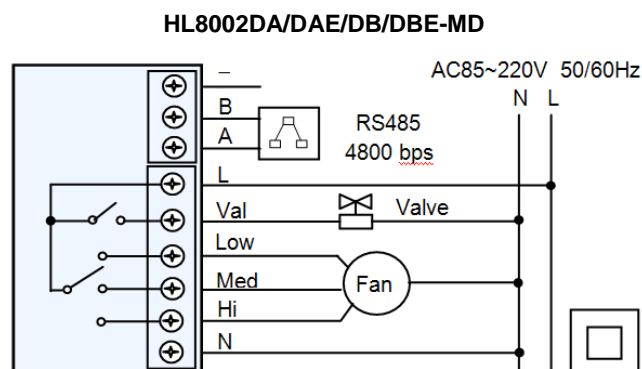 HL8002DA/DAE/DB/DBE-MD
AC85~220V 50/60Hz
N L
–
B
A
RS485
4800 bps
L
Val
Valve
Low
Med
Fan
Hi
N